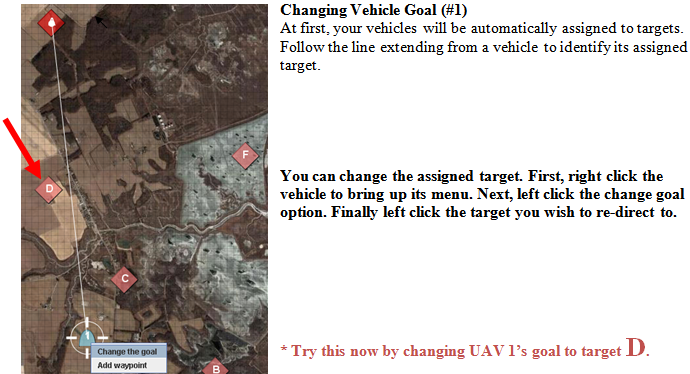 Changing Vehicle Goal (#1)
At first, your vehicles will be automatically assigned to targets.
Follow the line extending from a vehicle to identify its assigned
target.
F
D
You can change the assigned target. First, right click the
vehicle to bring up its menu. Next, left click the change goal
option. Finally left click the target you wish to re-direct to.
C
Change the goal
Add waypoint
B
* Try this now by changing UAV 1’s goal to target D.